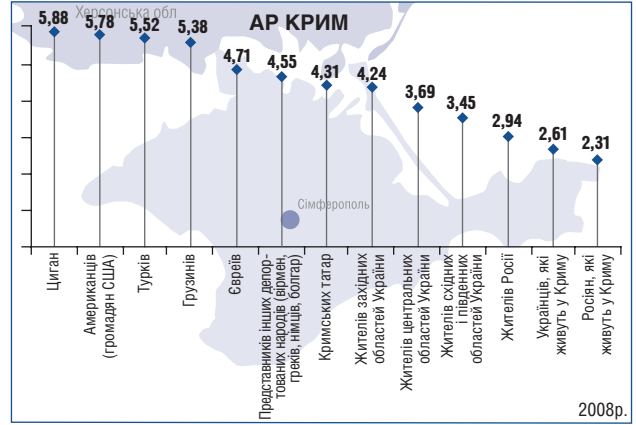 Херсонська обл
АР КРИМ
5,88
5,78
5,52
5,38
4,71
4,55
4,31
4,24
3,69
3,45
2,94
2,61
2,31
Сімферополь
Циган
Американців
(громадян США)
Турків
Грузинів
Євреїв
Представників інших депор-
тованих народів (вірмен,
греків, німців, болгар)
Кримських татар
Жителів західних
областей України
Жителів центральних
областей України
Жителів східних
і південних
областей України
Жителів Росії
Українців, які
живуть у Криму
Росіян, які
живуть у Криму
2008р.